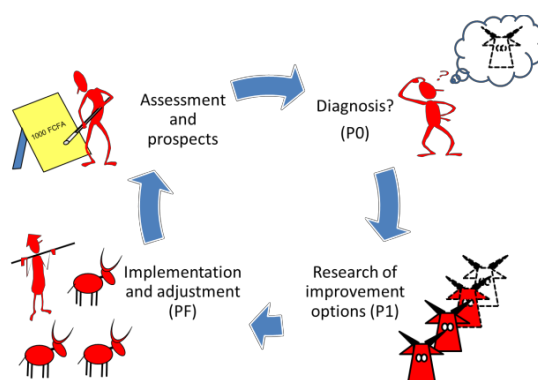 Assessment
and
prospects
1000 FCFA
Diagnosis?
(P0)
?
Implementation
and adjustment
(PF)
Research of
improvement
options (P1)